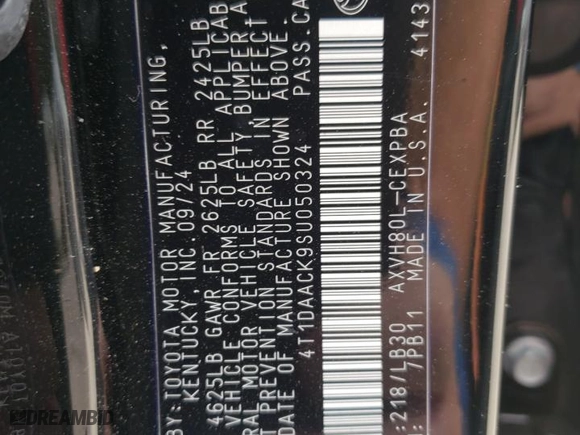 BY: TOYOTA MOTOR MANUFACTURING,
KENTUCKY, INC. 09/24
4625LB GAWR FR 2625LB RR 2425LB
VEHICLE CONFORMS TO ALL APPLICAB
RAL MOTOR VEHICLE SAFETY, BUMPER, A
T PREVENTION STANDARDS IN EFFECT
DATE OF MANUFACTURE SHOWN ABOVE.
4T1DAACK9SU050324 PASS.CA
:218/LB30 AXVH80L-CEXPBA
7PB11 MADE IN U.S.A. 4143
DREAMBID